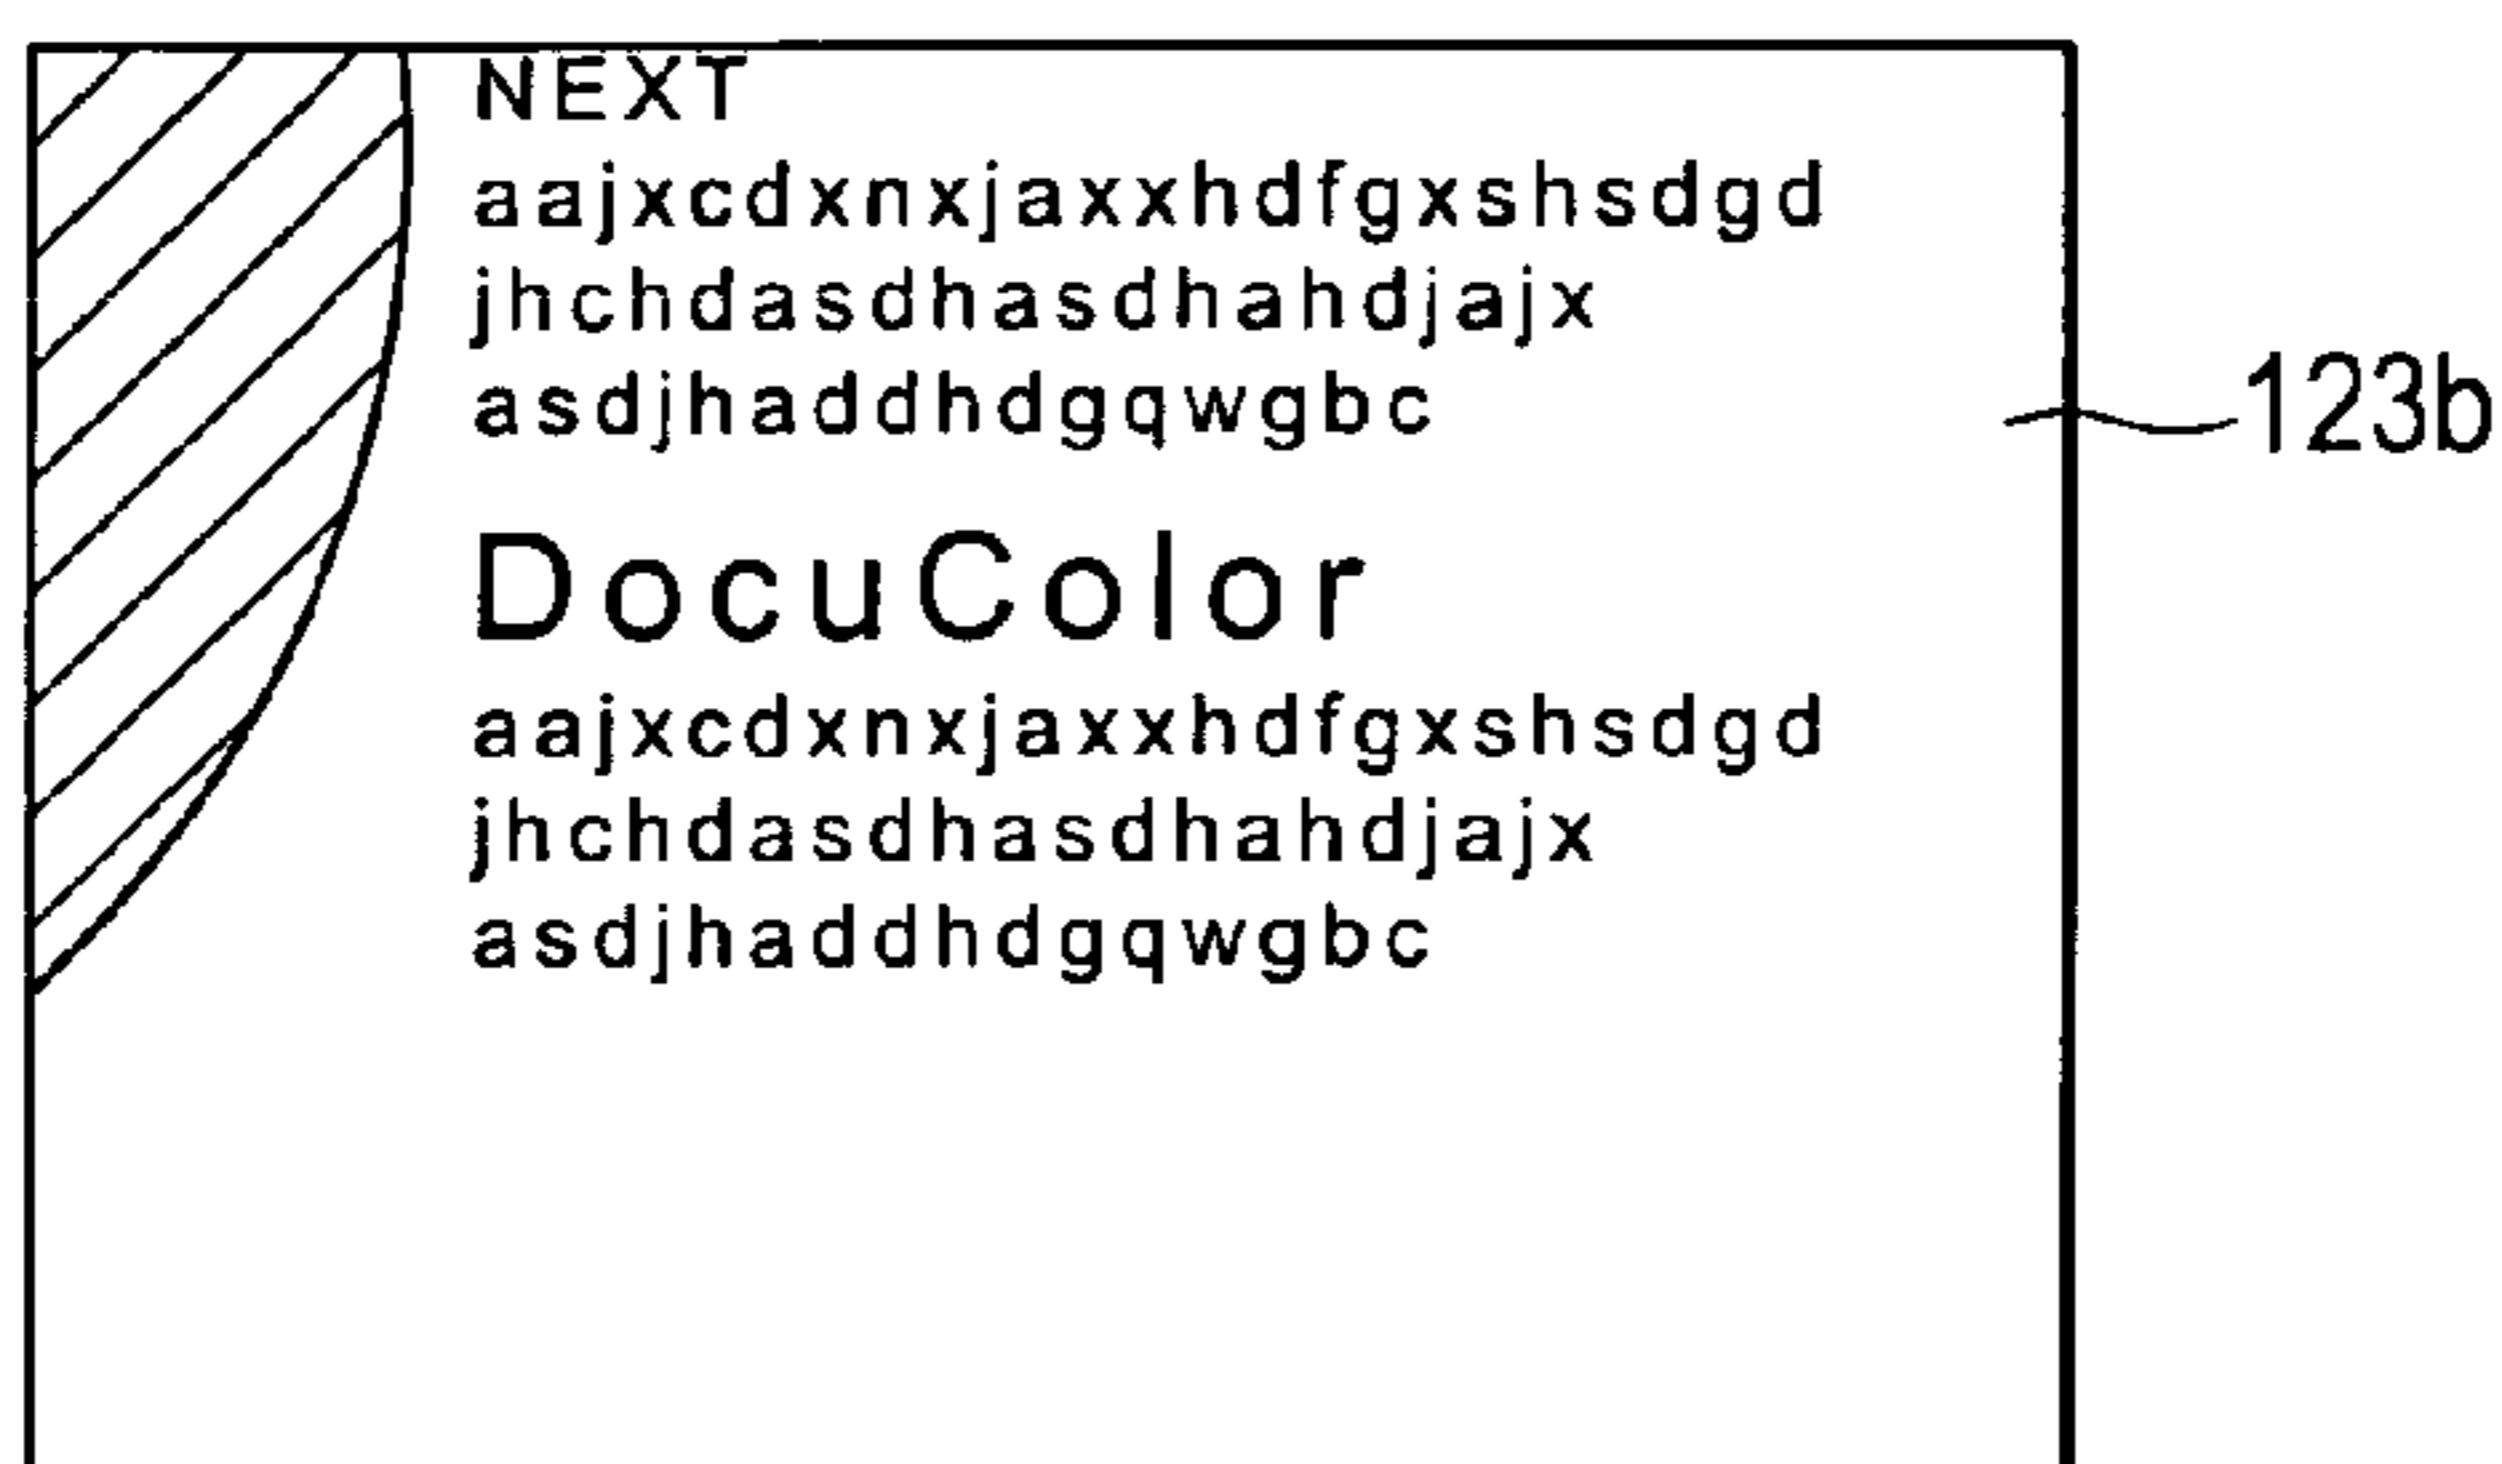 NEXT
aajxcdxnxjaxxhdfgxshsdgd
jhchdasdhasdhahdjajx
asdjhaddhdgqwgbc
123b
DocuColor
aajxcdxnxjaxxhdfgxshsdgd
jhchdasdhasdhahdjajx
asdjhaddhdgqwgbc